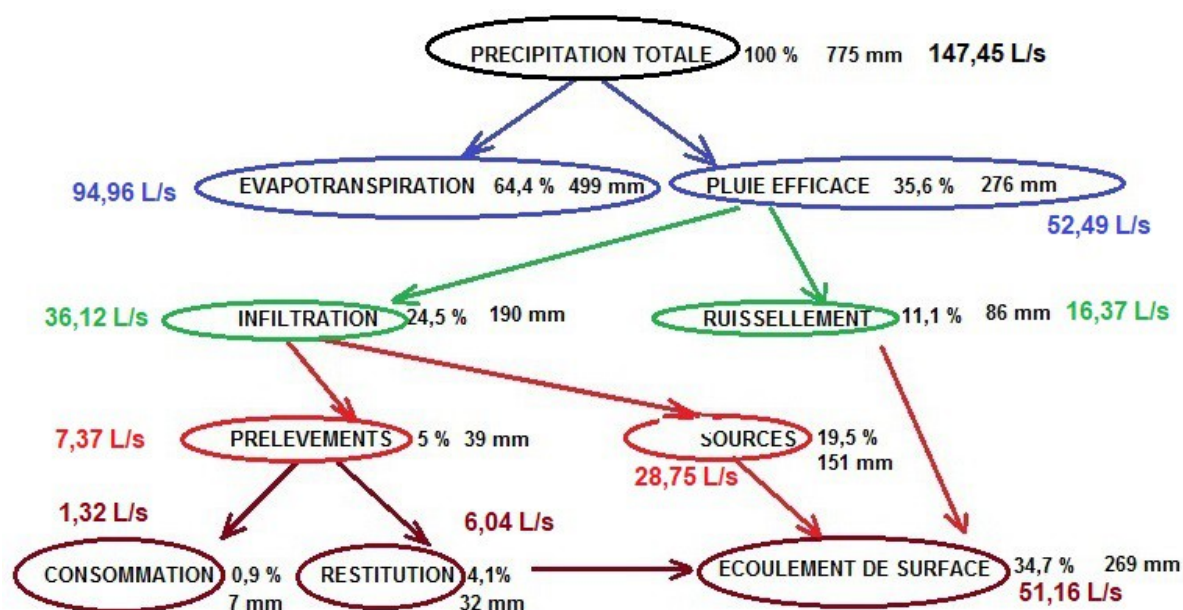 PRECIPITATION TOTALE 100 % 775 mm 147,45 L/s
94,96 L/s EVAPOTRANSPIRATION 64,4 % 499 mm PLUIE EFFICACE 35,6 % 276 mm
52,49 L/s
36,12 L/s INFILTRATION 24,5 % 190 mm RUISSELLEMENT 11,1 % 86 mm 16,37 L/s
7,37 L/s PRELEVEMENTS 5 % 39 mm SOURCES 19,5 %
151 mm
28,75 L/s
1,32 L/s 6,04 L/s
CONSOMMATION 0,9 % RESTITUTION 4,1% ECOULEMENT DE SURFACE 34,7 % 269 mm
7 mm 32 mm 51,16 L/s